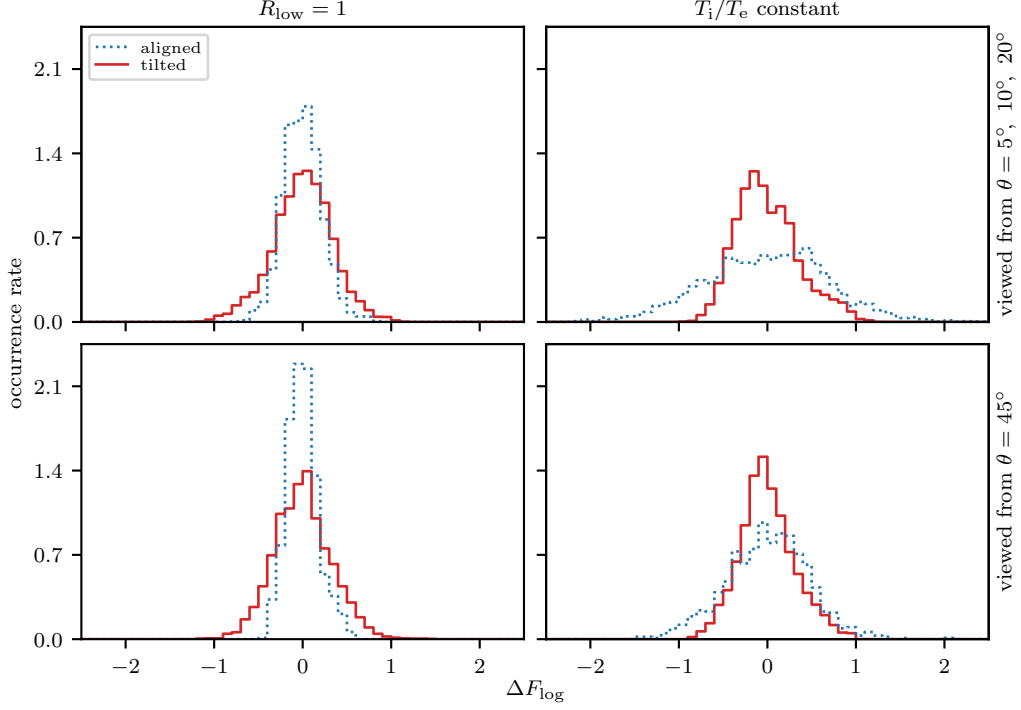 R_low = 1
T_i/T_e constant
aligned
tilted
2.1
1.4
0.7
0.0
viewed from θ = 5°, 10°, 20°
occurrence rate
2.1
1.4
0.7
0.0
viewed from θ = 45°
−2
−1
0
1
2
−2
−1
0
1
2
ΔF_log